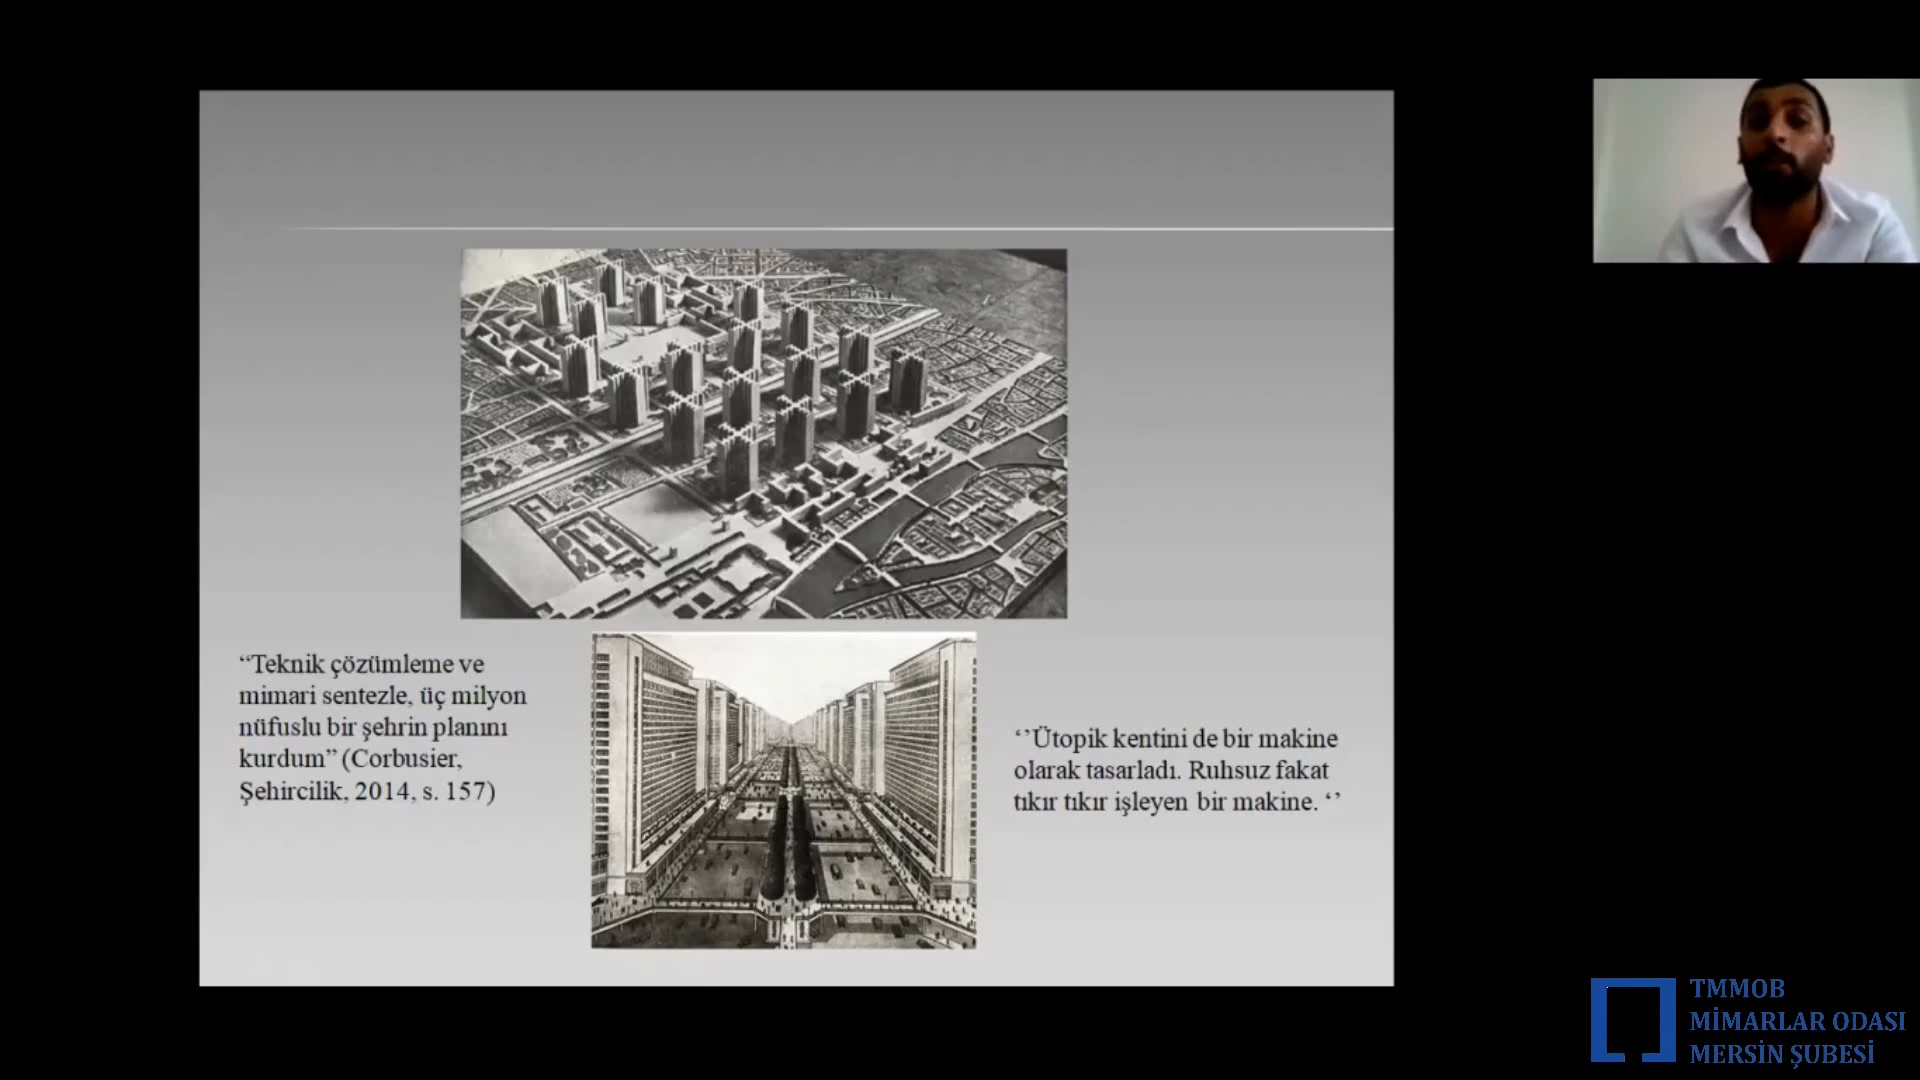 “Teknik çözümleme ve
mimari sentezle, üç milyon
nüfuslu bir şehrin planını
kurdum” (Corbusier,
Şehircilik, 2014, s. 157)
‘’Ütopik kentini de bir makine
olarak tasarladı. Ruhsuz fakat
tıkır tıkır işleyen bir makine. ‘’
TMMOB
MİMARLAR ODASI
MERSİN ŞUBESİ